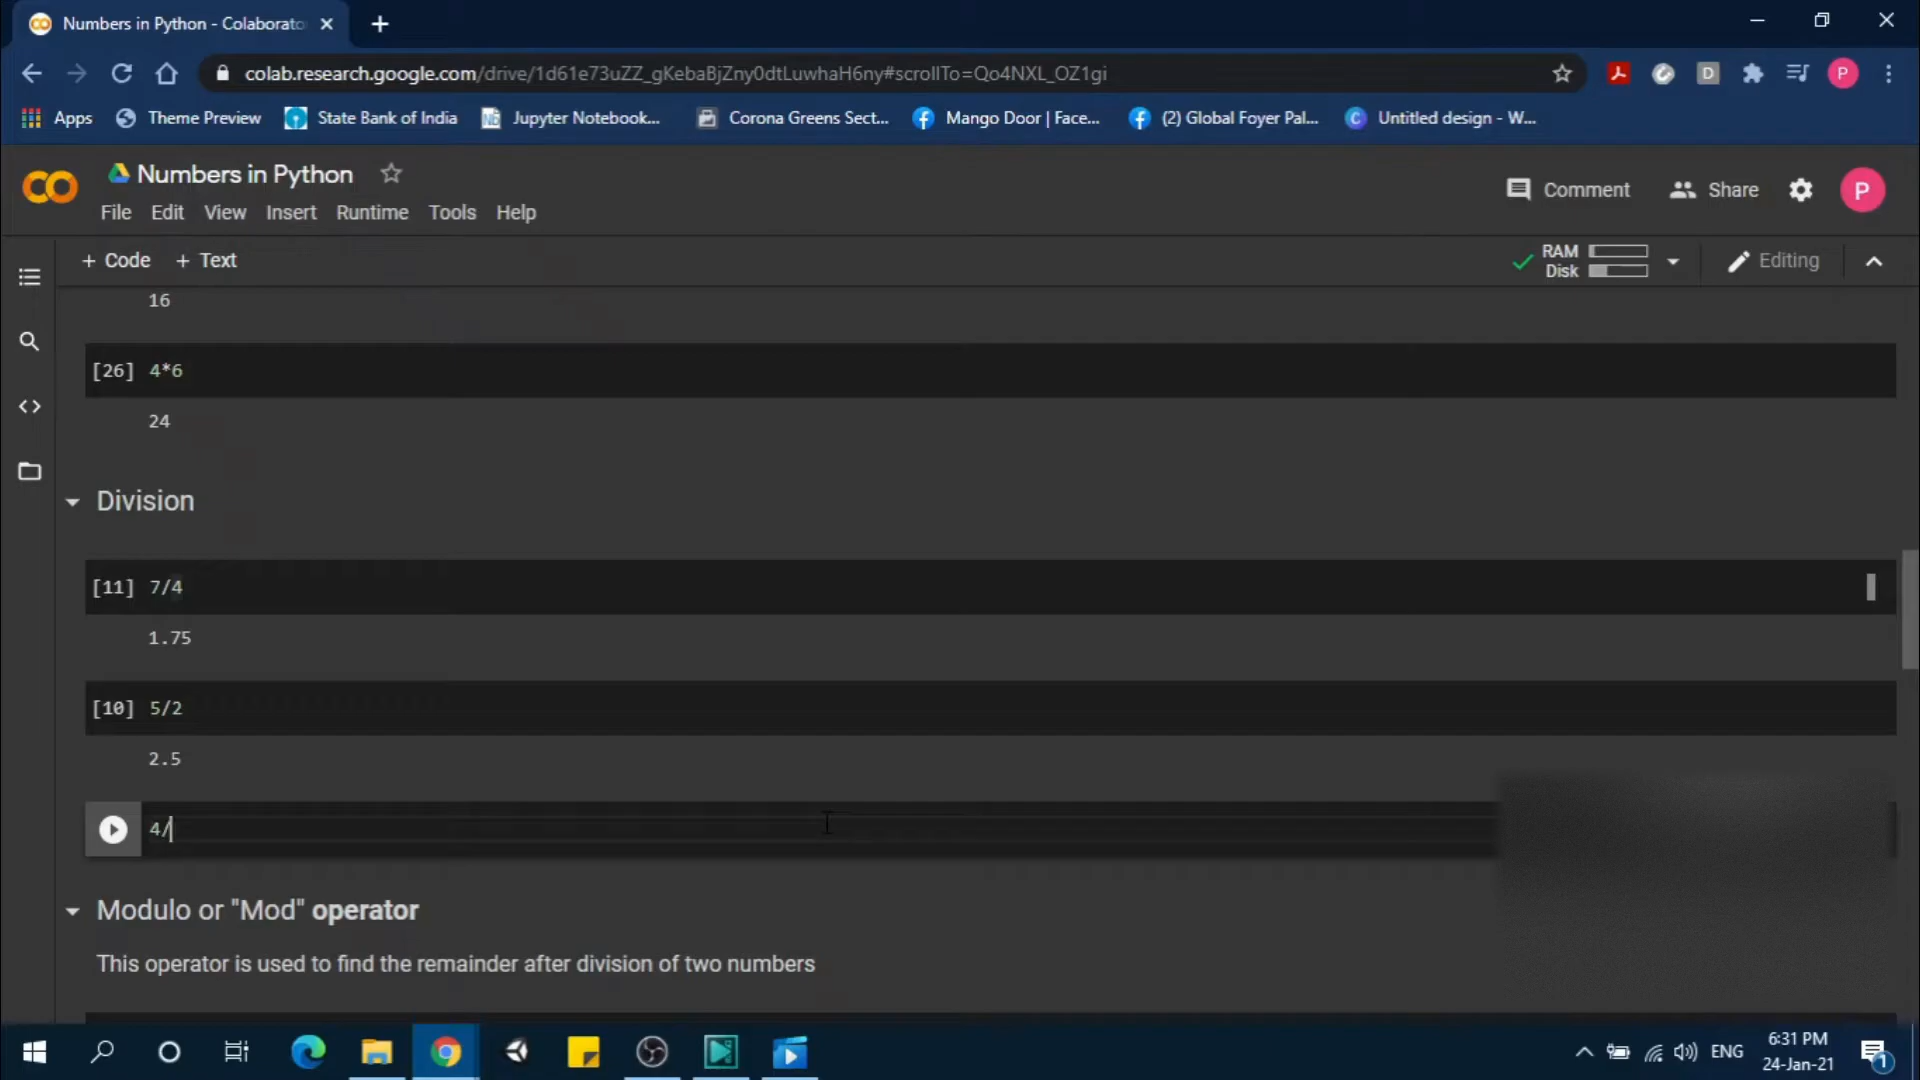 Numbers in Python - Colaborato
colab.research.google.com/drive/1d61e73uZZ_gKebaBjZny0dtLuwhaH6ny#scrollTo=Qo4NXL_OZ1gi
D
P
Apps
Theme Preview
State Bank of India
Jupyter Notebook...
Corona Greens Sect...
Mango Door | Face...
(2) Global Foyer Pal...
Untitled design - W...
Numbers in Python
Comment
Share
P
File Edit View Insert Runtime Tools Help
+ Code + Text
RAM
Disk
Editing
16
[26] 4*6
24
Division
[11] 7/4
1.75
[10] 5/2
2.5
4/
Modulo or "Mod" operator
This operator is used to find the remainder after division of two numbers
ENG
6:31 PM
24-Jan-21
1